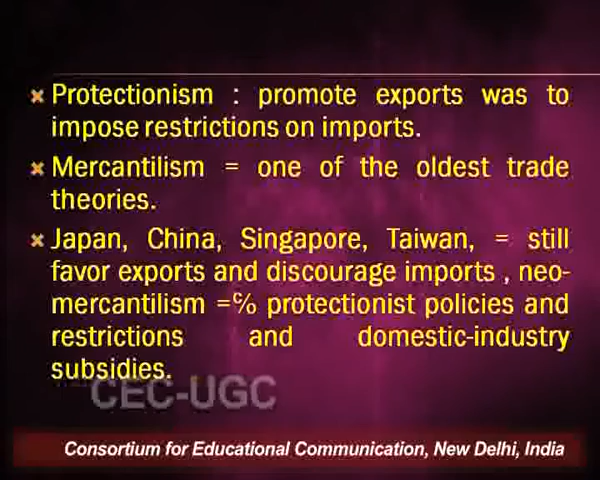 Protectionism : promote exports was to
impose restrictions on imports.
Mercantilism = one of the oldest trade
theories.
Japan, China, Singapore, Taiwan, = still
favor exports and discourage imports , neo-
mercantilism =℅ protectionist policies and
restrictions and domestic-industry
subsidies.
CEC-UGC
Consortium for Educational Communication, New Delhi, India